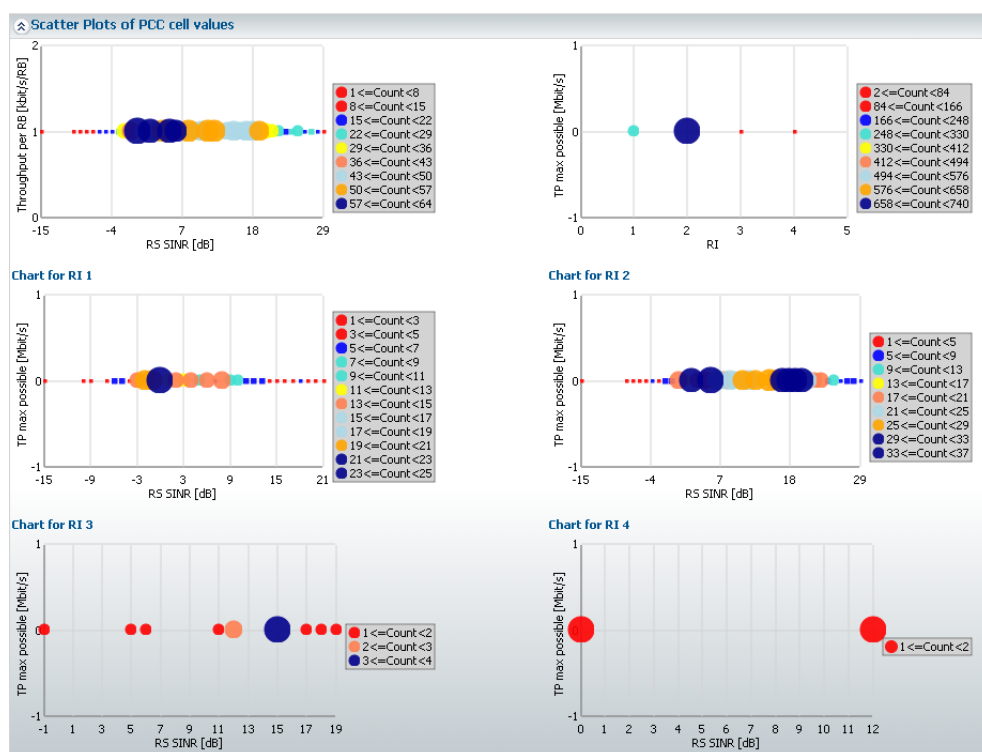 Scatter Plots of PCC cell values
Throughput per RB [kbit/s/RB]
2
1
0
-15 -4 7 18 29
RS SINR [dB]
1<=Count<8
8<=Count<15
15<=Count<22
22<=Count<29
29<=Count<36
36<=Count<43
43<=Count<50
50<=Count<57
57<=Count<64
TP max possible [Mbit/s]
1
0
-1
0 1 2 3 4 5
RI
2<=Count<84
84<=Count<166
166<=Count<248
248<=Count<330
330<=Count<412
412<=Count<494
494<=Count<576
576<=Count<658
658<=Count<740
Chart for RI 1
TP max possible [Mbit/s]
1
0
-1
-15 -9 -3 3 9 15 21
RS SINR [dB]
1<=Count<3
3<=Count<5
5<=Count<7
7<=Count<9
9<=Count<11
11<=Count<13
13<=Count<15
15<=Count<17
17<=Count<19
19<=Count<21
21<=Count<23
23<=Count<25
Chart for RI 2
TP max possible [Mbit/s]
1
0
-1
-15 -4 7 18 29
RS SINR [dB]
1<=Count<5
5<=Count<9
9<=Count<13
13<=Count<17
17<=Count<21
21<=Count<25
25<=Count<29
29<=Count<33
33<=Count<37
Chart for RI 3
TP max possible [Mbit/s]
1
0
-1
-1 1 3 5 7 9 11 13 15 17 19
RS SINR [dB]
1<=Count<2
2<=Count<3
3<=Count<4
Chart for RI 4
TP max possible [Mbit/s]
1
0
-1
0 1 2 3 4 5 6 7 8 9 10 11 12
RS SINR [dB]
1<=Count<2